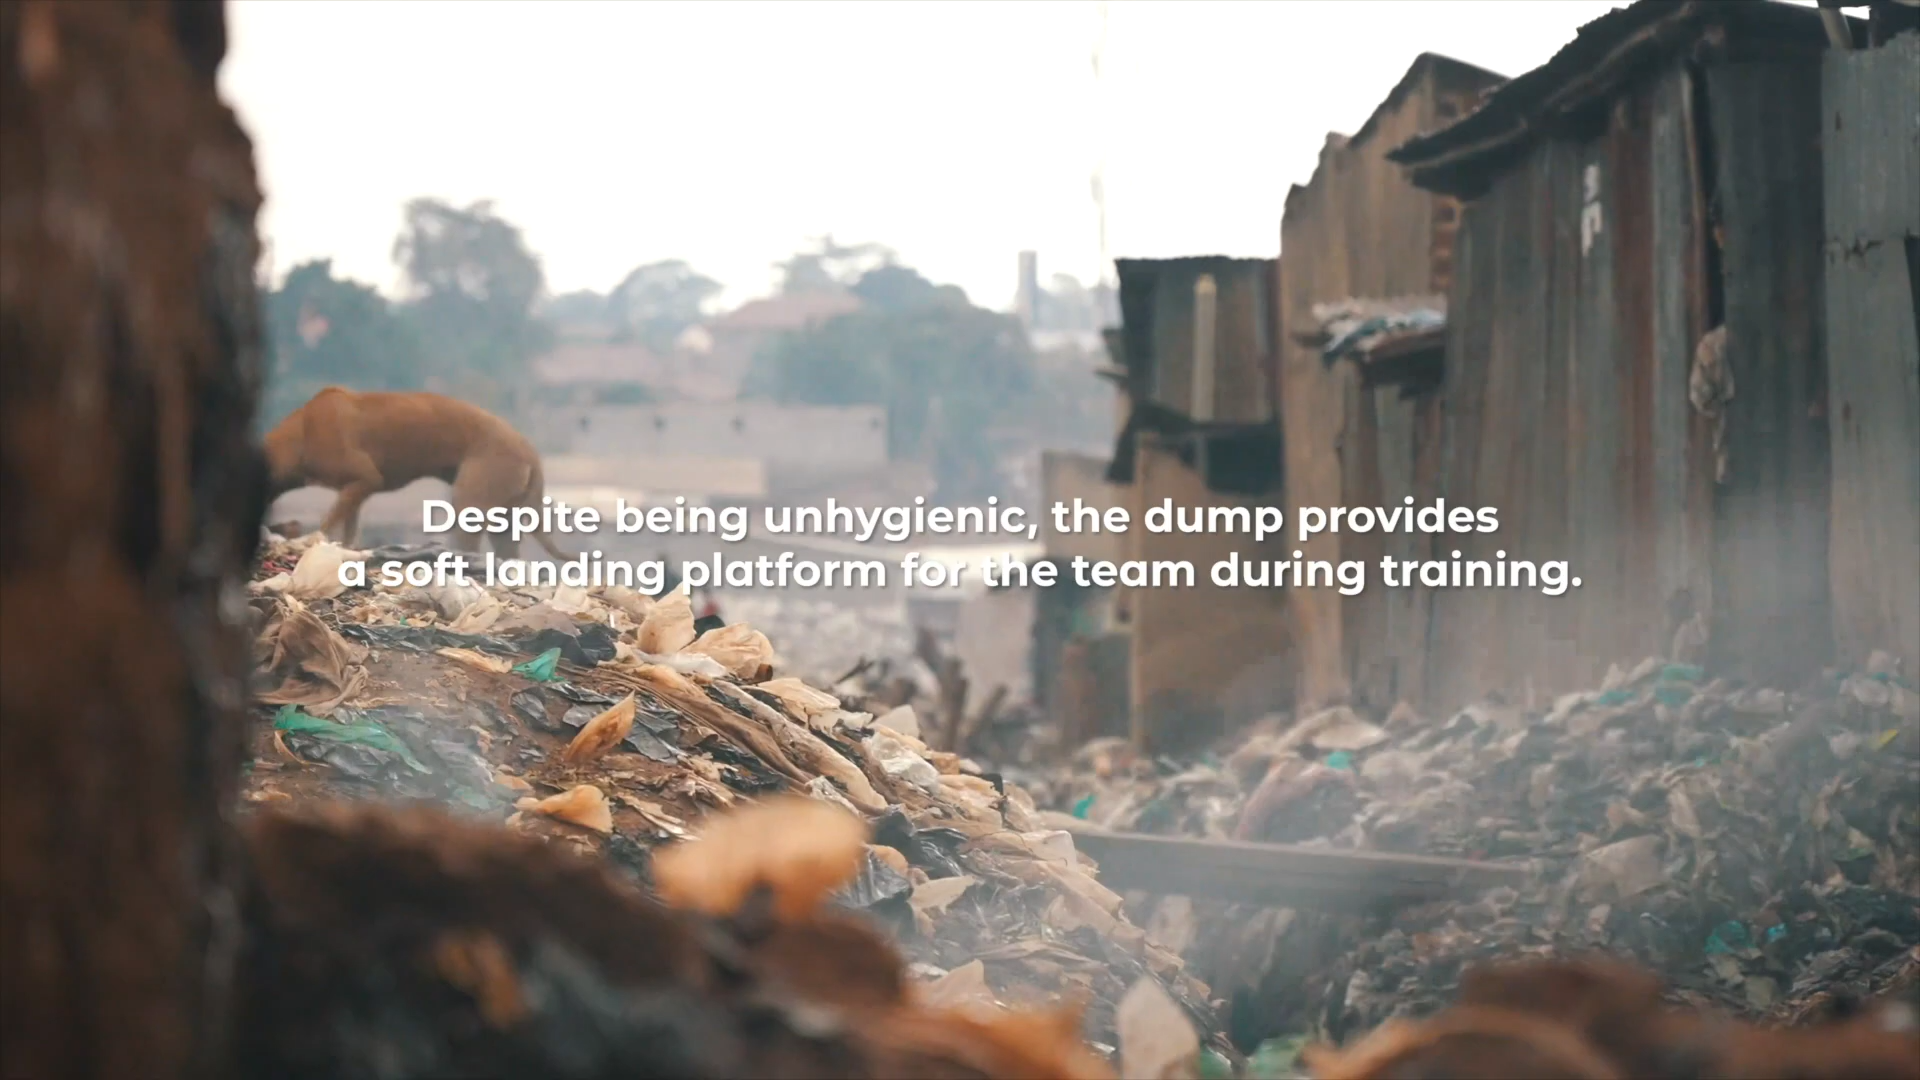 Despite being unhygienic, the dump provides
a soft landing platform for the team during training.